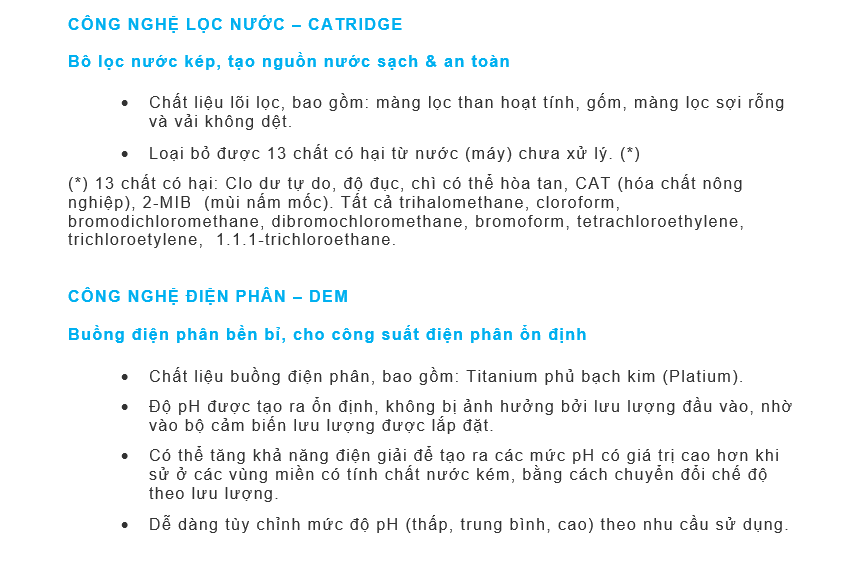 CÔNG NGHỆ LỌC NƯỚC – CATRIDGE
Bô lọc nước kép, tạo nguồn nước sạch & an toàn
• Chất liệu lõi lọc, bao gồm: màng lọc than hoạt tính, gốm, màng lọc sợi rỗng
và vải không dệt.
• Loại bỏ được 13 chất có hại từ nước (máy) chưa xử lý. (*)
(*) 13 chất có hại: Clo dư tự do, độ đục, chì có thể hòa tan, CAT (hóa chất nông
nghiệp), 2-MIB  (mùi nấm mốc). Tất cả trihalomethane, cloroform,
bromodichloromethane, dibromochloromethane, bromoform, tetrachloroethylene,
trichloroetylene,  1.1.1-trichloroethane.
CÔNG NGHỆ ĐIỆN PHÂN – DEM
Buồng điện phân bền bỉ, cho công suất điện phân ổn định
• Chất liệu buồng điện phân, bao gồm: Titanium phủ bạch kim (Platium).
• Độ pH được tạo ra ổn định, không bị ảnh hưởng bởi lưu lượng đầu vào, nhờ
vào bộ cảm biến lưu lượng được lắp đặt.
• Có thể tăng khả năng điện giải để tạo ra các mức pH có giá trị cao hơn khi
sử ở các vùng miền có tính chất nước kém, bằng cách chuyển đổi chế độ
theo lưu lượng.
• Dễ dàng tùy chỉnh mức độ pH (thấp, trung bình, cao) theo nhu cầu sử dụng.